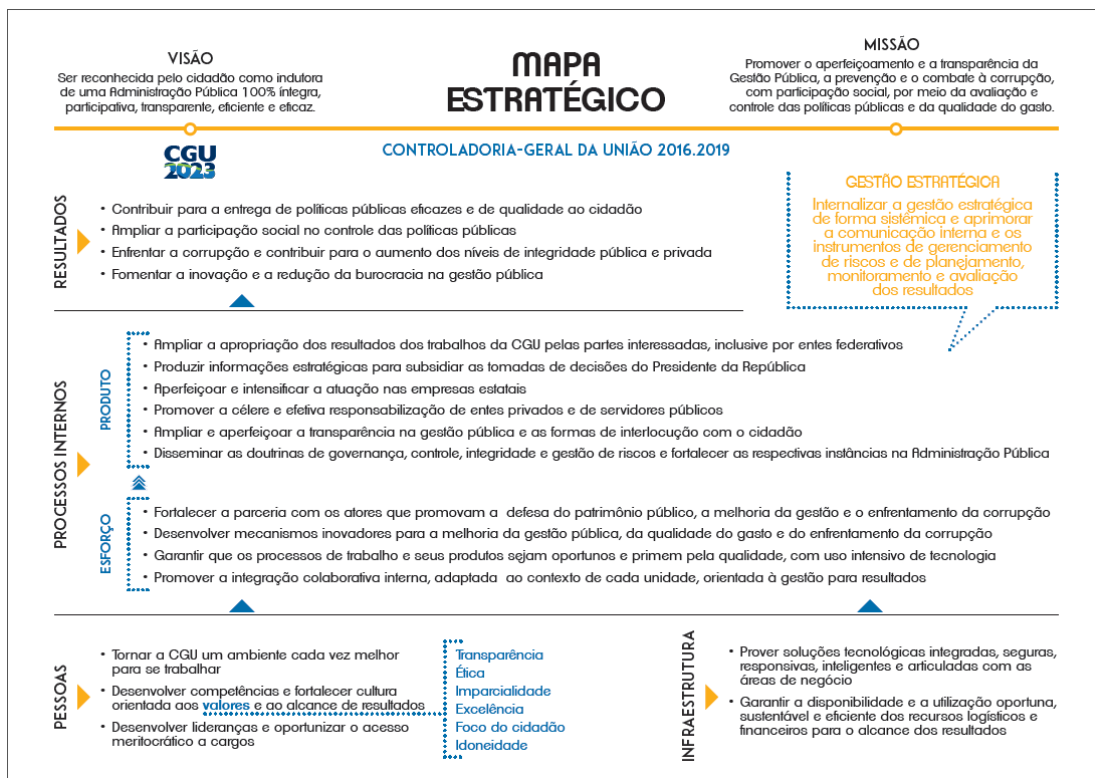 VISÃO
Ser reconhecida pelo cidadão como indutora
de uma Administração Pública 100% íntegra,
participativa, transparente, eficiente e eficaz.
MAPA
ESTRATÉGICO
MISSÃO
Promover o aperfeiçoamento e a transparência da
Gestão Pública, a prevenção e o combate à corrupção,
com participação social, por meio da avaliação e
controle das políticas públicas e da qualidade do gasto.
CGU
2023
CONTROLADORIA-GERAL DA UNIÃO 2016.2019
GESTÃO ESTRATÉGICA
Internalizar a gestão estratégica
de forma sistêmica e aprimorar
a comunicação interna e os
instrumentos de gerenciamento
de riscos e de planejamento,
monitoramento e avaliação
dos resultados
RESULTADOS
• Contribuir para a entrega de políticas públicas eficazes e de qualidade ao cidadão
• Ampliar a participação social no controle das políticas públicas
• Enfrentar a corrupção e contribuir para o aumento dos níveis de integridade pública e privada
• Fomentar a inovação e a redução da burocracia na gestão pública
PROCESSOS INTERNOS
PRODUTO
• Ampliar a apropriação dos resultados dos trabalhos da CGU pelas partes interessadas, inclusive por entes federativos
• Produzir informações estratégicas para subsidiar as tomadas de decisões do Presidente da República
• Aperfeiçoar e intensificar a atuação nas empresas estatais
• Promover a célere e efetiva responsabilização de entes privados e de servidores públicos
• Ampliar e aperfeiçoar a transparência na gestão pública e as formas de interlocução com o cidadão
• Disseminar as doutrinas de governança, controle, integridade e gestão de riscos e fortalecer as respectivas instâncias na Administração Pública
ESFORÇO
• Fortalecer a parceria com os atores que promovam a defesa do patrimônio público, a melhoria da gestão e o enfrentamento da corrupção
• Desenvolver mecanismos inovadores para a melhoria da gestão pública, da qualidade do gasto e do enfrentamento da corrupção
• Garantir que os processos de trabalho e seus produtos sejam oportunos e primem pela qualidade, com uso intensivo de tecnologia
• Promover a integração colaborativa interna, adaptada ao contexto de cada unidade, orientada à gestão para resultados
PESSOAS
• Tornar a CGU um ambiente cada vez melhor
para se trabalhar
• Desenvolver competências e fortalecer cultura
orientada aos valores e ao alcance de resultados
• Desenvolver lideranças e oportunizar o acesso
meritocrático a cargos
Transparência
Ética
Imparcialidade
Excelência
Foco do cidadão
Idoneidade
INFRAESTRUTURA
• Prover soluções tecnológicas integradas, seguras,
responsivas, inteligentes e articuladas com as
áreas de negócio
• Garantir a disponibilidade e a utilização oportuna,
sustentável e eficiente dos recursos logísticos e
financeiros para o alcance dos resultados